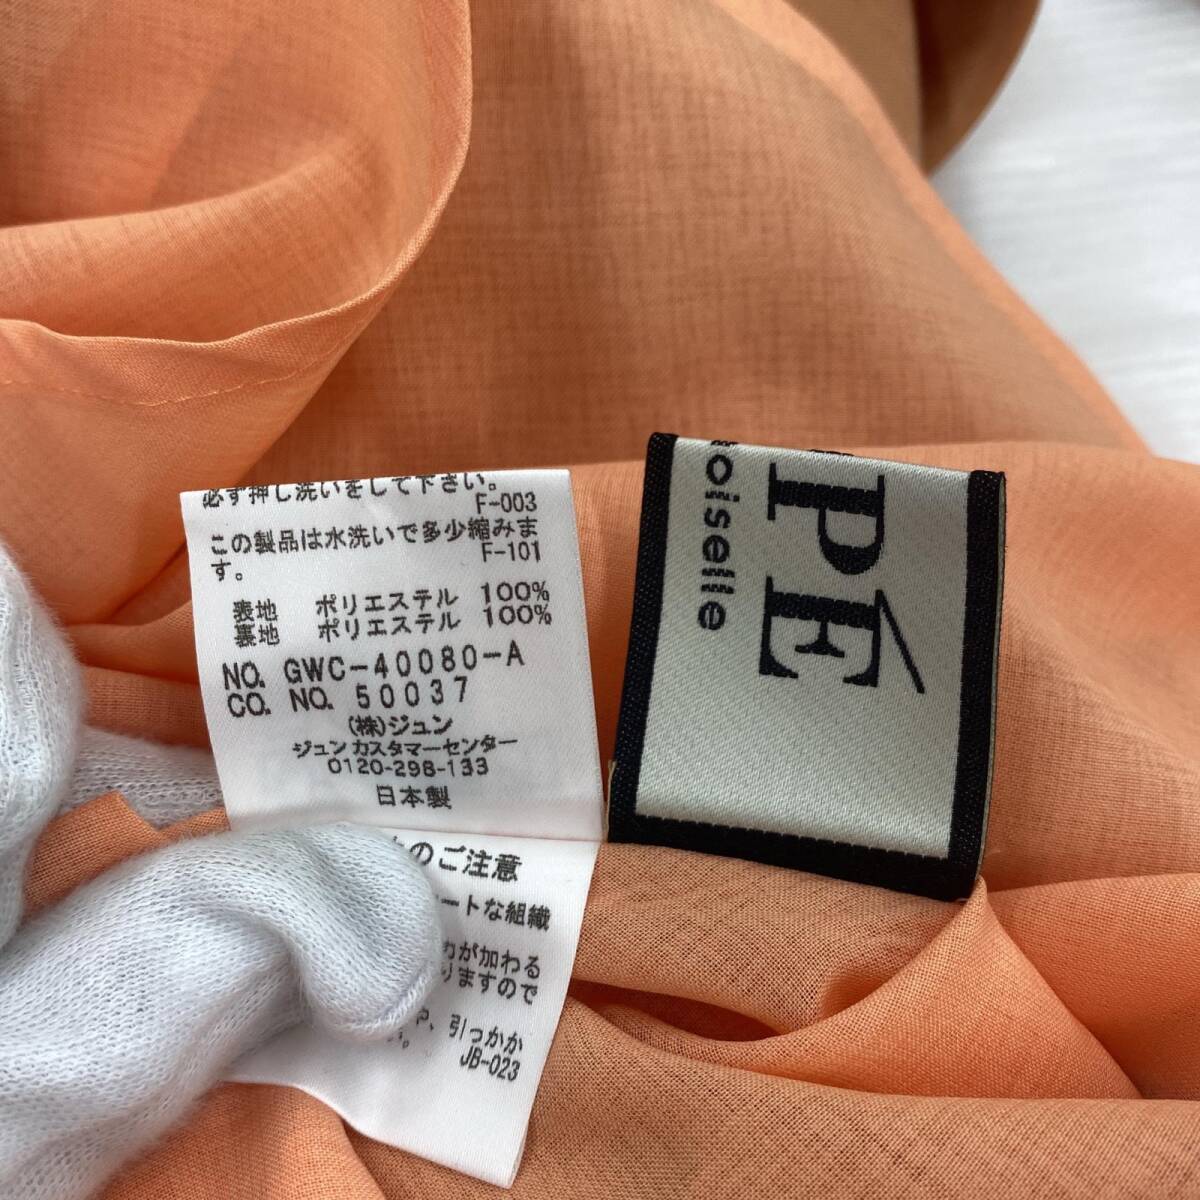 必ず押し洗いをして下さい。
F-003
この製品は水洗いで多少縮みま
す。
F-101
表地 ポリエステル 100%
裏地 ポリエステル 100%
NO. GWC-40080-A
CO. NO. 50037
(株)ジュン
ジュンカスタマーセンター
0120-298-133
日本製
のご注意
ートな組織
力が加わる
りますので
や、引っかか
い。
JB-023
PÉ
oiselle